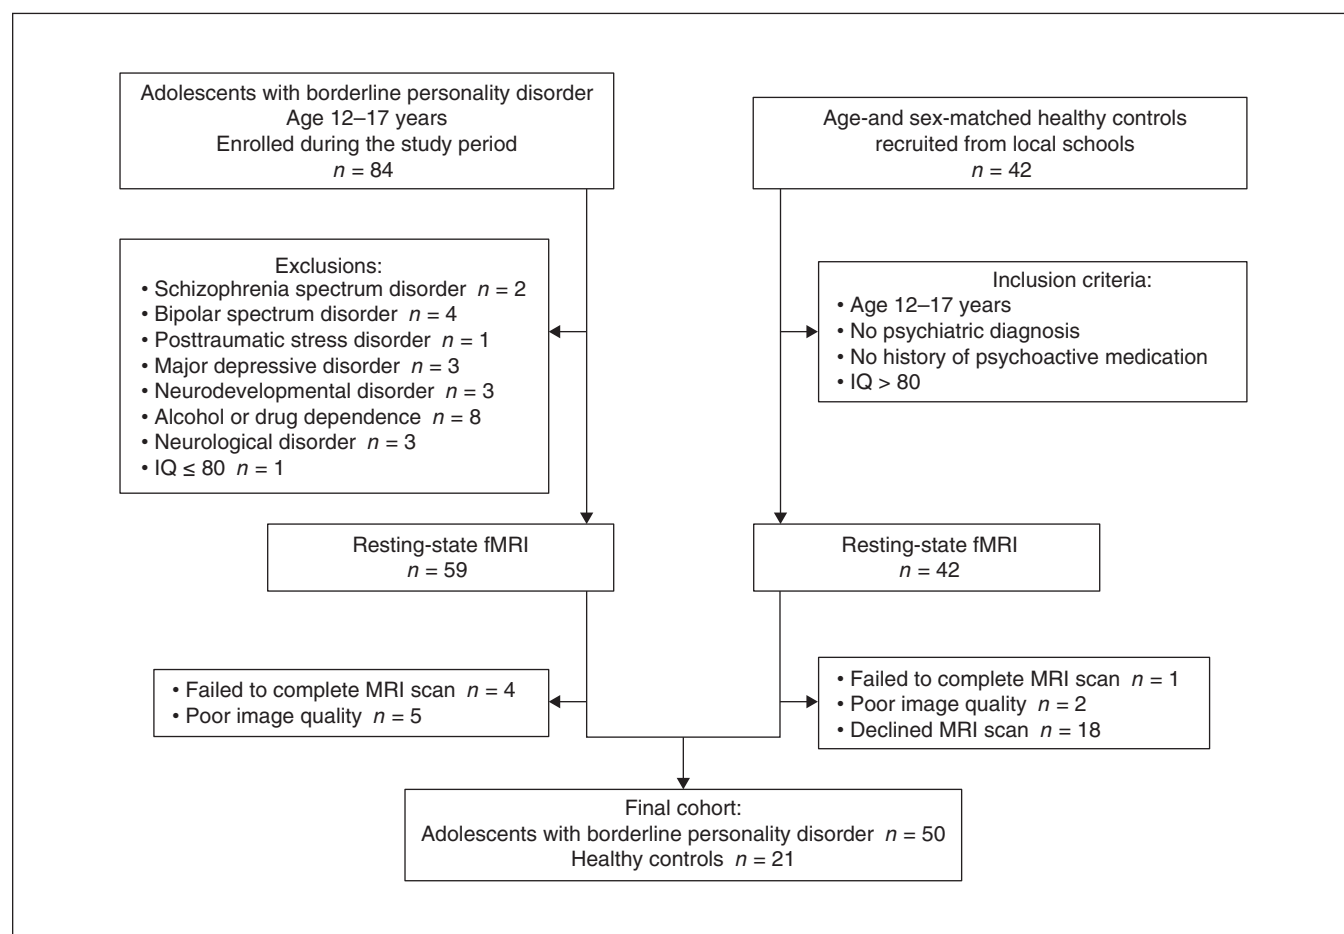 Adolescents with borderline personality disorder
Age 12–17 years
Enrolled during the study period
n = 84
Age-and sex-matched healthy controls
recruited from local schools
n = 42
Exclusions:
• Schizophrenia spectrum disorder n = 2
• Bipolar spectrum disorder n = 4
• Posttraumatic stress disorder n = 1
• Major depressive disorder n = 3
• Neurodevelopmental disorder n = 3
• Alcohol or drug dependence n = 8
• Neurological disorder n = 3
• IQ ≤ 80 n = 1
Inclusion criteria:
• Age 12–17 years
• No psychiatric diagnosis
• No history of psychoactive medication
• IQ > 80
Resting-state fMRI
n = 59
Resting-state fMRI
n = 42
• Failed to complete MRI scan n = 4
• Poor image quality n = 5
• Failed to complete MRI scan n = 1
• Poor image quality n = 2
• Declined MRI scan n = 18
Final cohort:
Adolescents with borderline personality disorder n = 50
Healthy controls n = 21